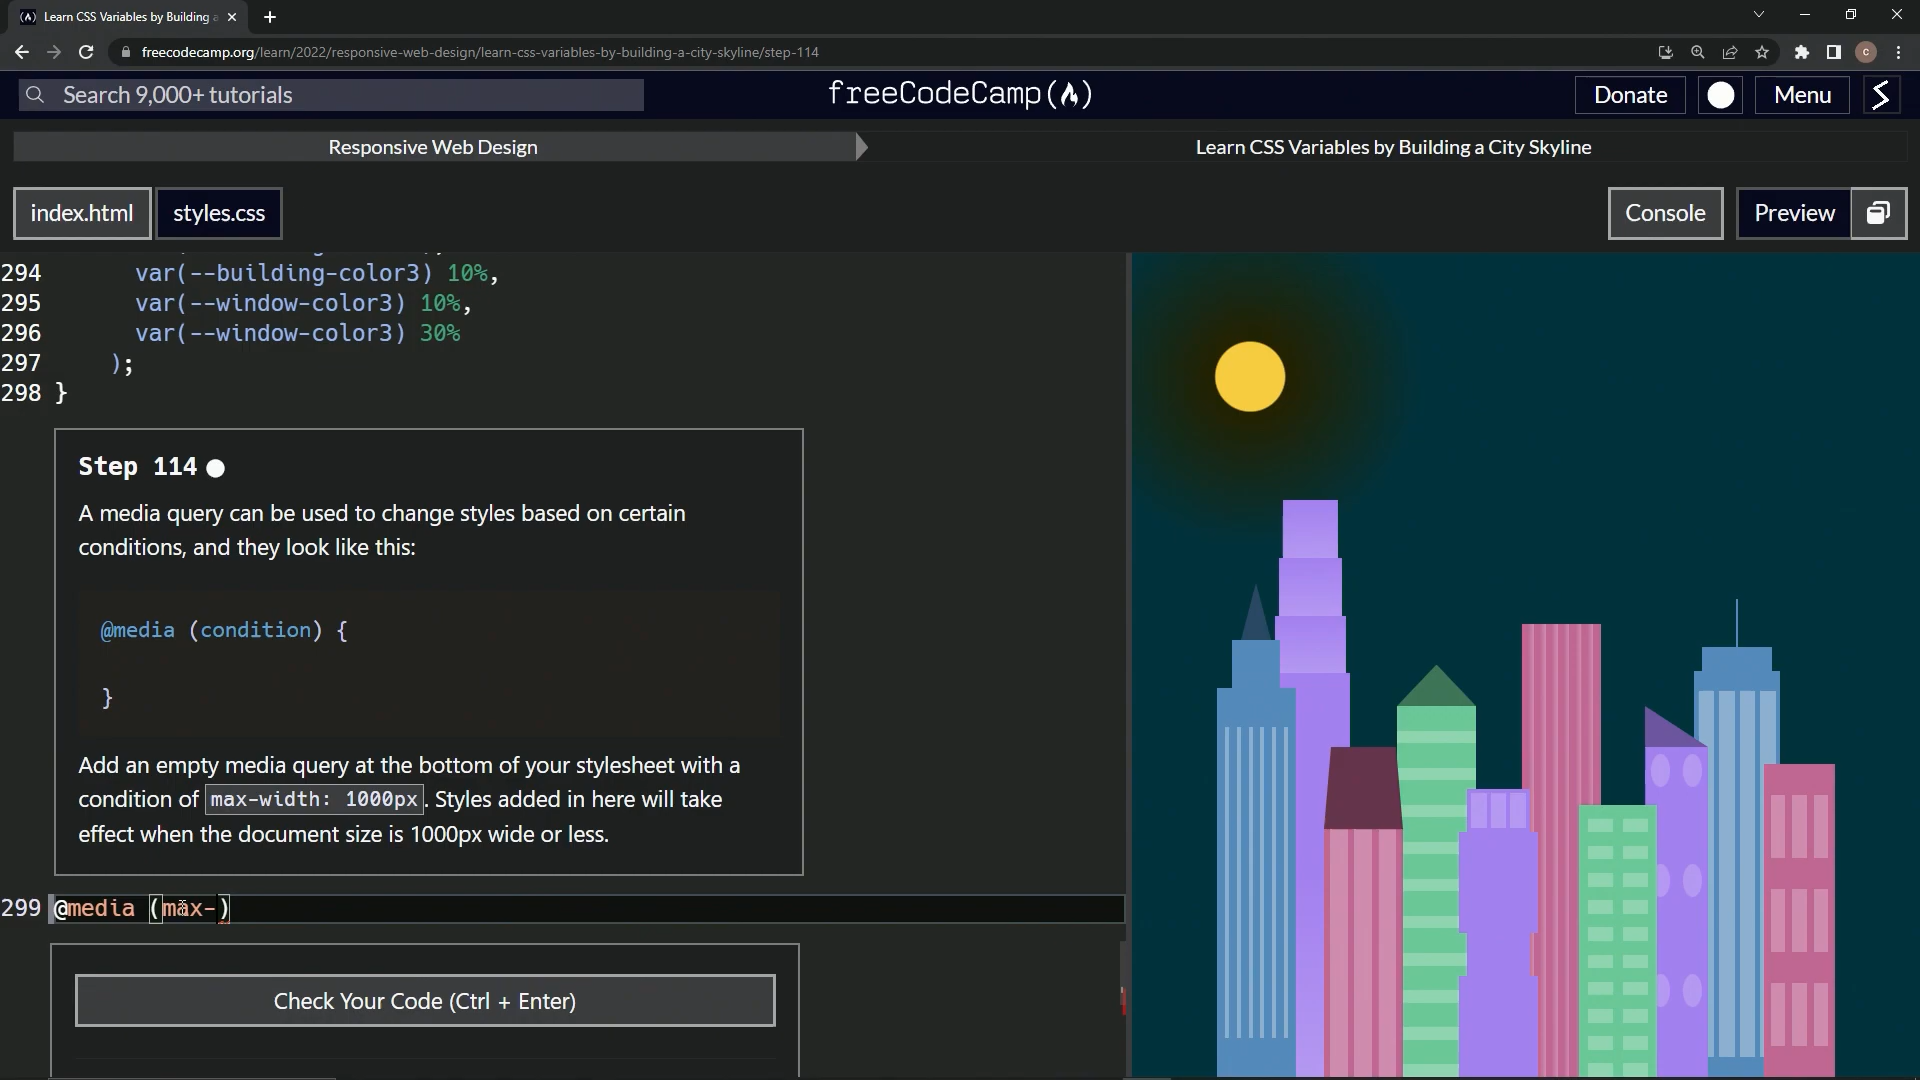 Learn CSS Variables by Building a
freecodecamp.org/learn/2022/responsive-web-design/learn-css-variables-by-building-a-city-skyline/step-114
C
Search 9,000+ tutorials
freeCodeCamp
Donate
Menu
Responsive Web Design
Learn CSS Variables by Building a City Skyline
index.html
styles.css
Console
Preview
294 var(--building-color3) 10%,
295 var(--window-color3) 10%,
296 var(--window-color3) 30%
297 );
298 }
Step 114
A media query can be used to change styles based on certain
conditions, and they look like this:
@media (condition) {
}
Add an empty media query at the bottom of your stylesheet with a
condition of max-width: 1000px. Styles added in here will take
effect when the document size is 1000px wide or less.
299 @media (max-)
Check Your Code (Ctrl + Enter)